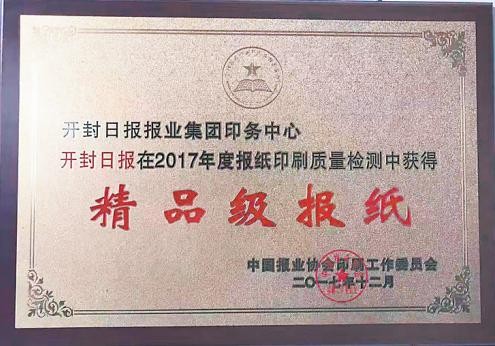 开封日报报业集团印务中心
开封日报在2017年度报纸印刷质量检测中获得
精品级报纸
中国报业协会印刷工作委员会
二〇一七年十二月